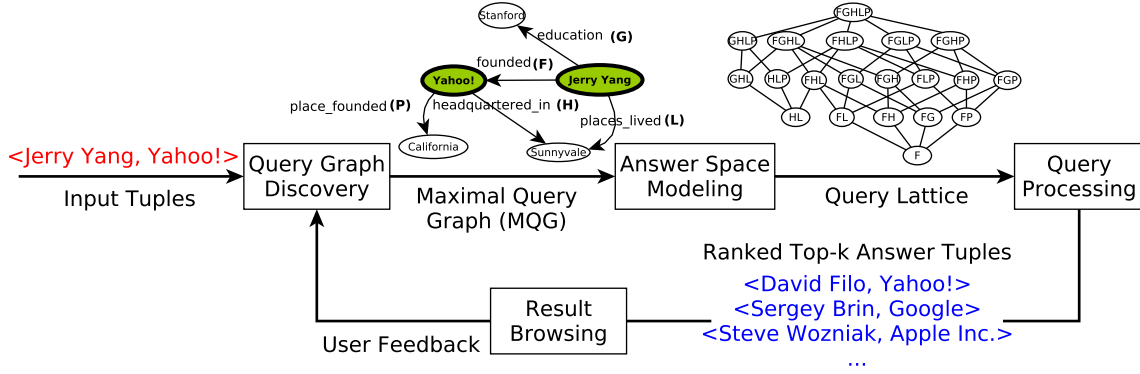 Stanford
education (G)
founded (F)
Yahoo!
Jerry Yang
place_founded (P)
headquartered_in (H)
places_lived (L)
California
Sunnyvale
FGHLP
GHLP FGHL FHLP FGLP FGHP
GHL HLP FHL FGL FGH FLP FHP FGP
HL FL FH FG FP
F
<Jerry Yang, Yahoo!>
Input Tuples
Query Graph
Discovery
Maximal Query
Graph (MQG)
Answer Space
Modeling
Query Lattice
Query
Processing
Ranked Top-k Answer Tuples
<David Filo, Yahoo!>
<Sergey Brin, Google>
<Steve Wozniak, Apple Inc.>
...
Result
Browsing
User Feedback